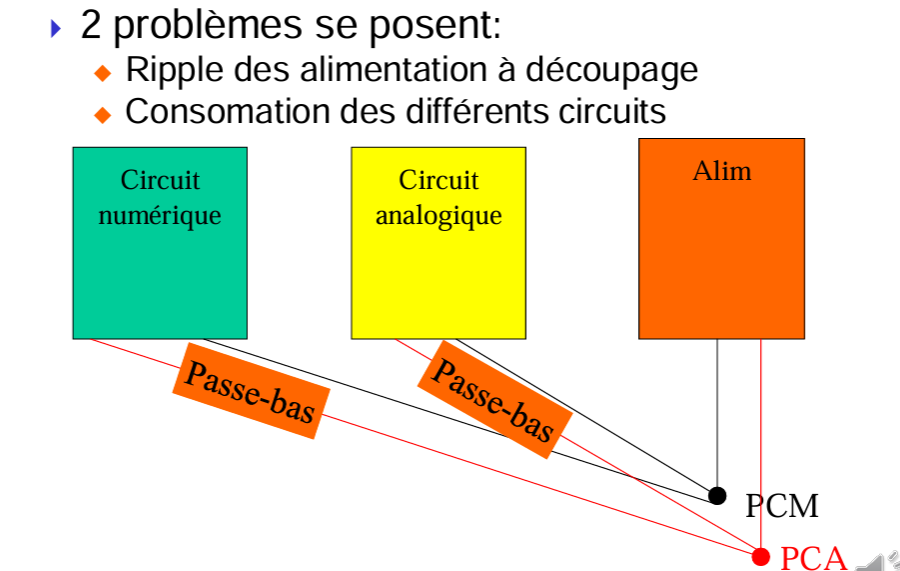 2 problèmes se posent:
Ripple des alimentation à découpage
Consomation des différents circuits
Circuit
numérique
Circuit
analogique
Alim
Passe-bas
Passe-bas
PCM
PCA